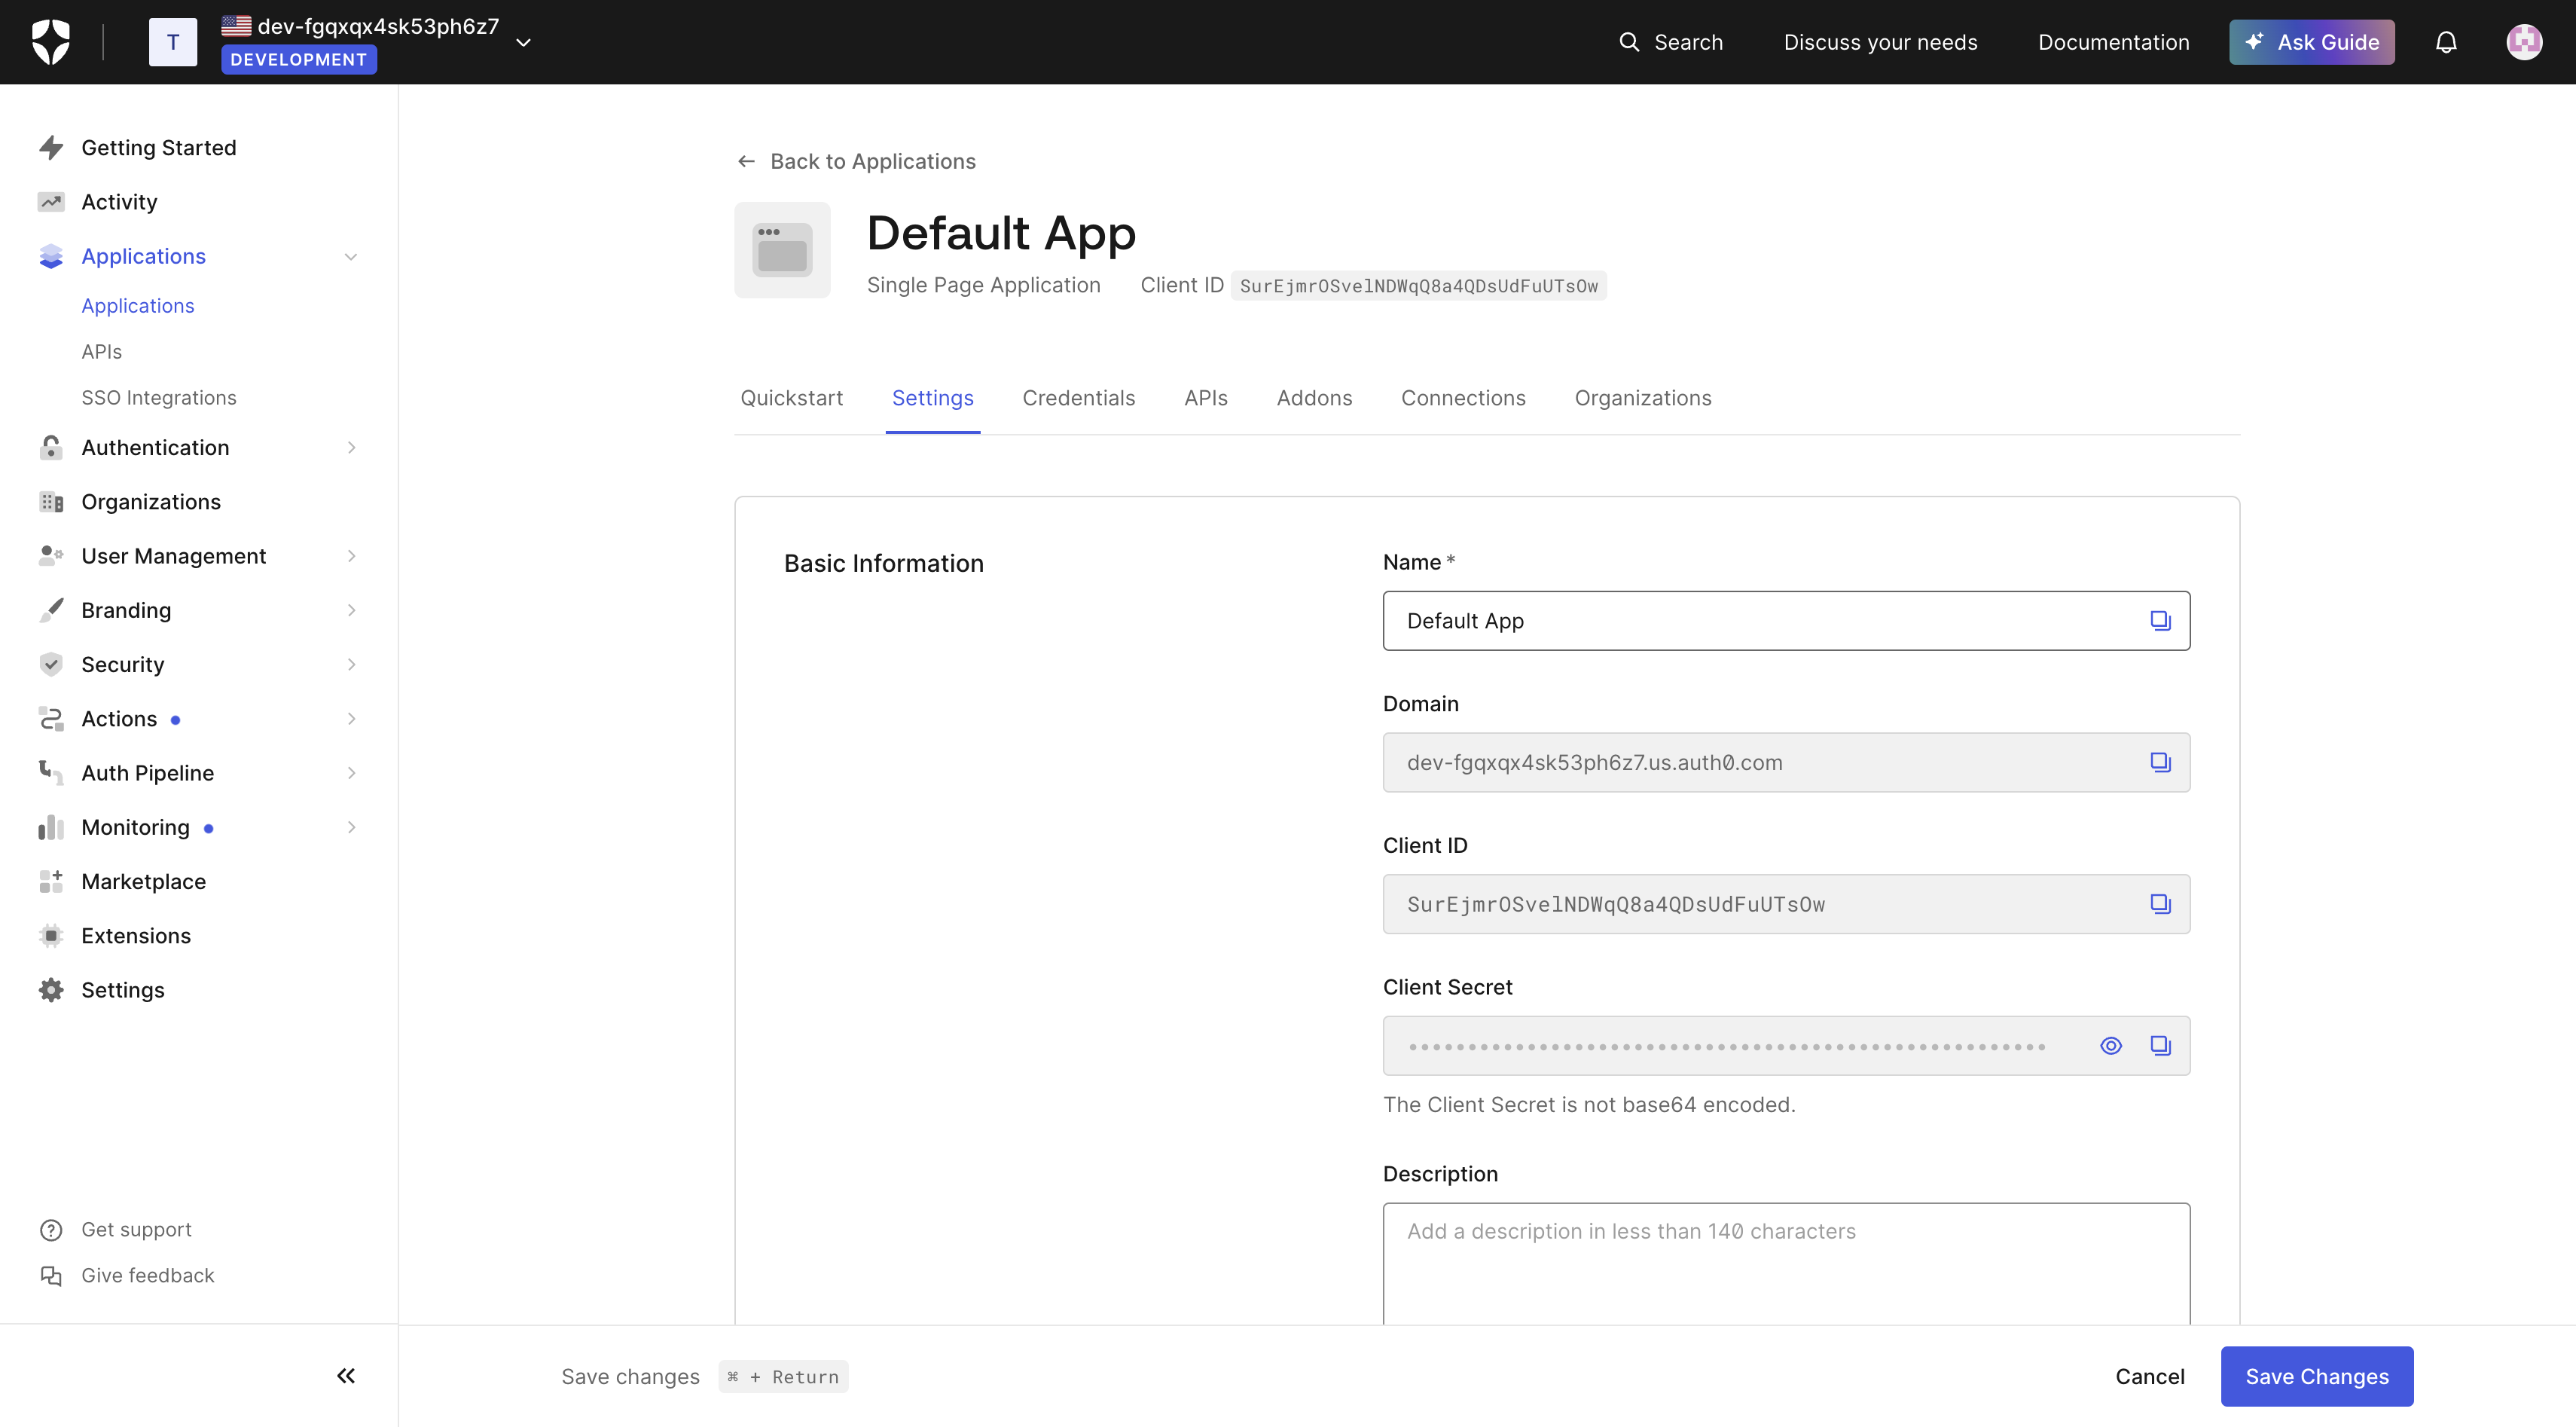 T
dev-fgqxqx4sk53ph6z7
DEVELOPMENT
Search
Discuss your needs
Documentation
Ask Guide
Getting Started
Activity
Applications
Applications
APIs
SSO Integrations
Authentication
Organizations
User Management
Branding
Security
Actions
Auth Pipeline
Monitoring
Marketplace
Extensions
Settings
Get support
Give feedback
Back to Applications
Default App
Single Page Application Client ID SurEjmrOSvelNDWqQ8a4QDsUdFuUTsOw
Quickstart Settings Credentials APIs Addons Connections Organizations
Basic Information
Name *
Default App
Domain
dev-fgqxqx4sk53ph6z7.us.auth0.com
Client ID
SurEjmrOSvelNDWqQ8a4QDsUdFuUTsOw
Client Secret
The Client Secret is not base64 encoded.
Description
Add a description in less than 140 characters
Save changes ⌘ + Return
Cancel
Save Changes